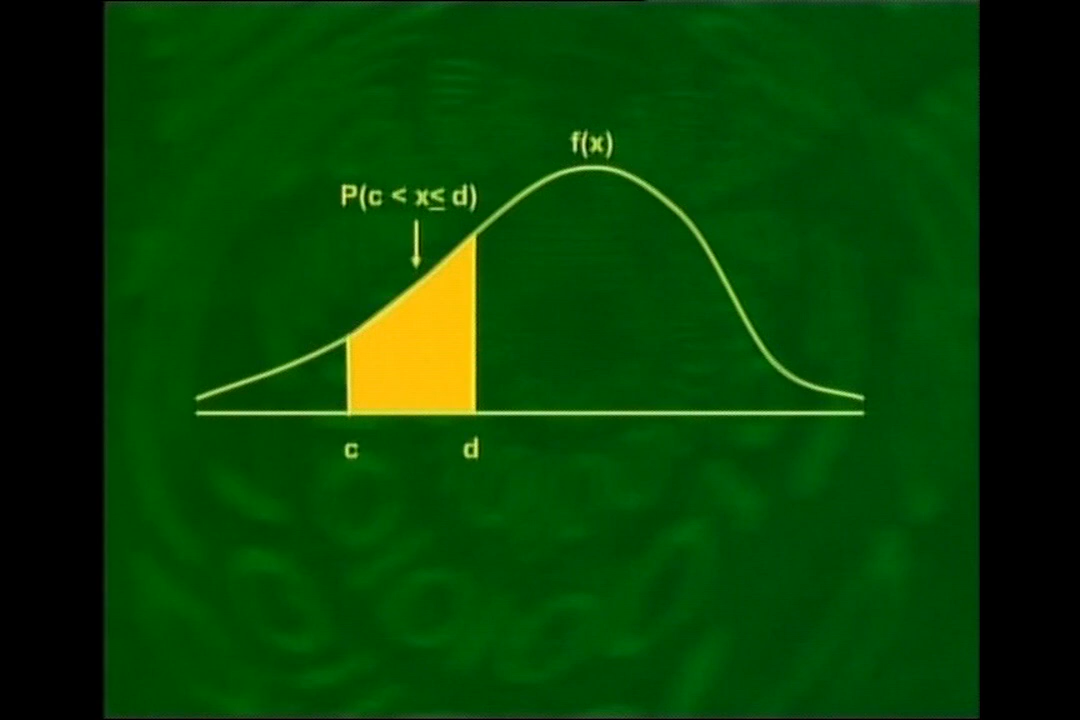 f(x)
P(c < x ≤ d)
c d